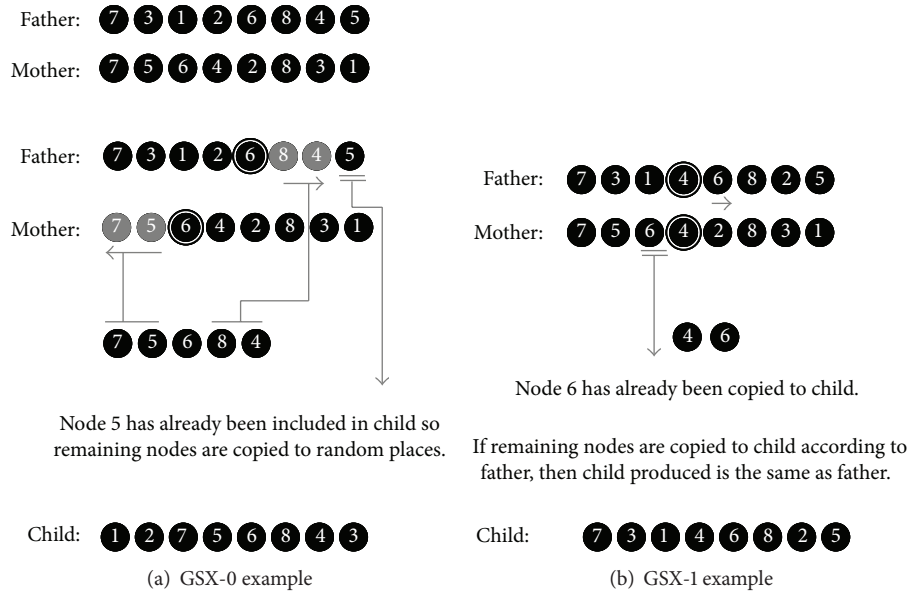 Father: 7 3 1 2 6 8 4 5
Mother: 7 5 6 4 2 8 3 1
Father: 7 3 1 2 6 8 4 5
Mother: 7 5 6 4 2 8 3 1
7 5 6 8 4
Node 5 has already been included in child so
remaining nodes are copied to random places.
Child: 1 2 7 5 6 8 4 3
(a) GSX-0 example
Father: 7 3 1 4 6 8 2 5
Mother: 7 5 6 4 2 8 3 1
4 6
Node 6 has already been copied to child.
If remaining nodes are copied to child according to
father, then child produced is the same as father.
Child: 7 3 1 4 6 8 2 5
(b) GSX-1 example